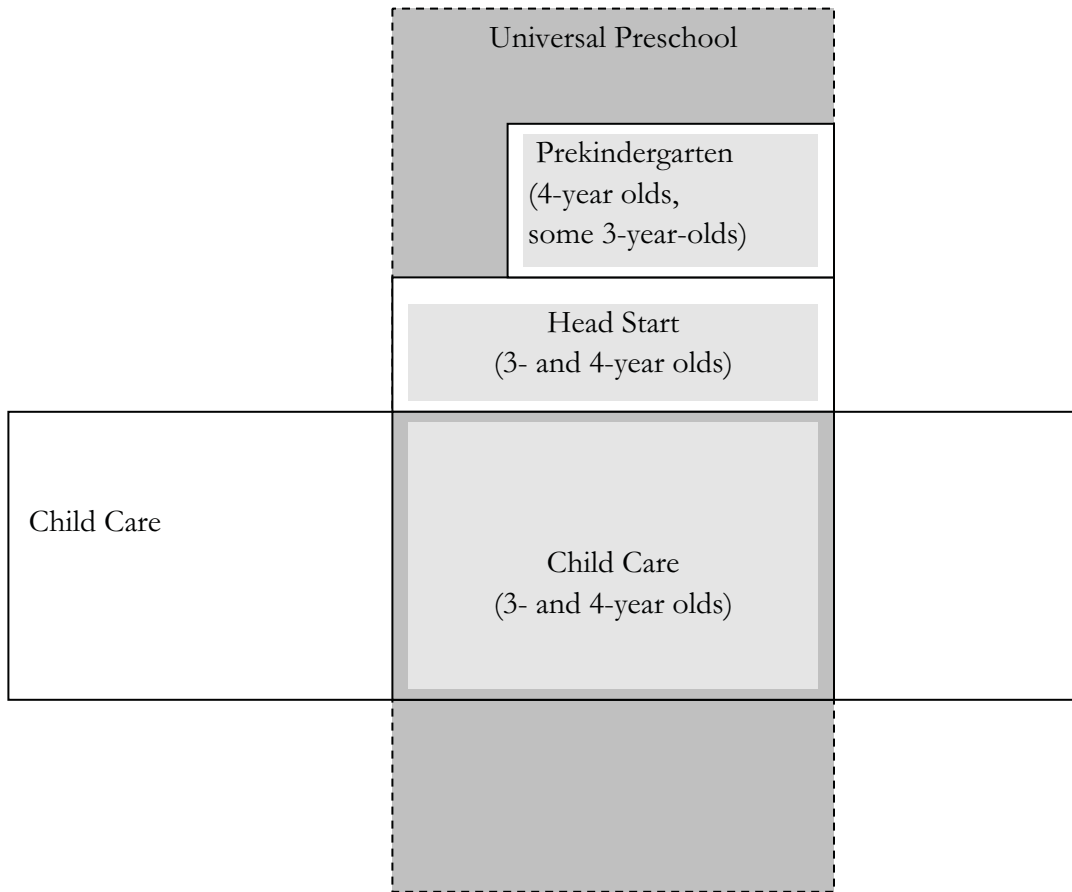 Universal Preschool
Prekindergarten
(4-year olds,
some 3-year-olds)
Head Start
(3- and 4-year olds)
Child Care
Child Care
(3- and 4-year olds)